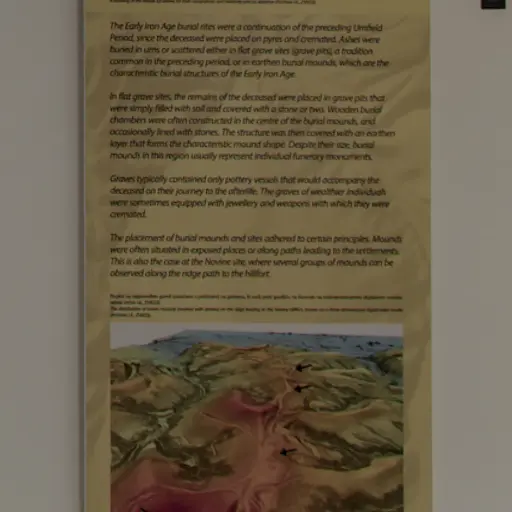 The Early Iron Age burial sites were a continuation of the preceding Urnfield
Period, since the deceased were placed on pyres and cremated. Ashes were
buried in urns or scattered either in flat grave sites (grave pits), a tradition
common in the preceding period, or in earthen burial mounds, which are the
characteristic burial structures of the Early Iron Age.
In flat grave sites, the remains of the deceased were placed in grave pits that
were simply filled with soil and covered with a stone or two. Wooden burial
chambers were often constructed in the centre of the burial mounds, and
occasionally lined with stones. The structure was then covered with an earthen
layer that forms the characteristic mound shape. Despite their size, burial
mounds in this region usually represent individual funerary monuments.
Graves typically contained only pottery vessels that would accompany the
deceased on their journey to the afterlife. The graves of wealthier individuals
were sometimes equipped with jewellery and weapons with which they were
cremated.
The placement of burial mounds and sites adhered to certain principles. Mounds
were often situated in exposed places or along paths leading to the settlements.
This is also the case at the Novine site, where several groups of mounds can be
observed along the ridge path to the hillfort.